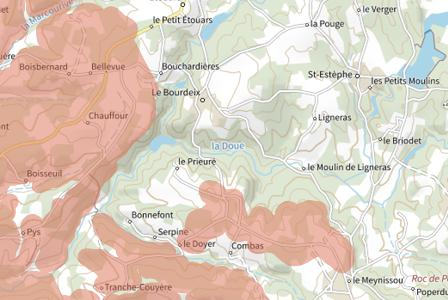 la Marcourive
le Petit Étouars
le Verger
la Pouge
Boisbernard
Bellevue
Bouchardières
St-Estèphe
les Petits Moulins
Le Bourdeix
Chauffour
Ligneras
la Doue
le Briodet
le Prieuré
le Moulin de Ligneras
Boisseuil
Bonnefont
Pys
Serpine
le Doyer
Combas
Roc de P
le Meynissou
Tranche-Couyère
Poperdu